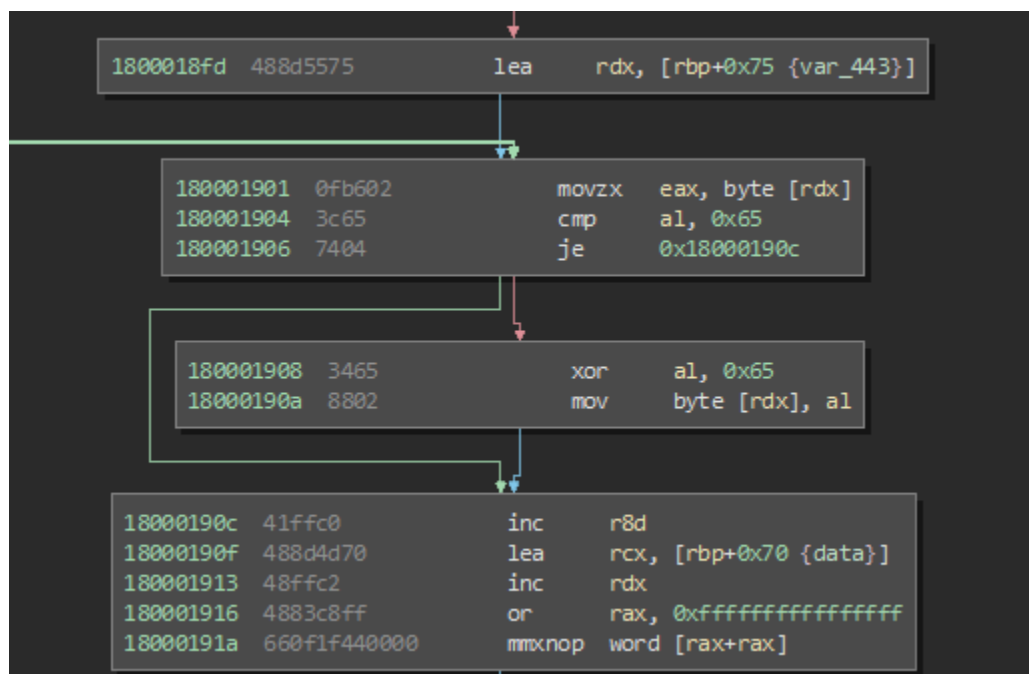 1800018fd 488d5575 lea rdx, [rbp+0x75 {var_443}]
180001901 0fb602 movzx eax, byte [rdx]
180001904 3c65 cmp al, 0x65
180001906 7404 je 0x18000190c
180001908 3465 xor al, 0x65
18000190a 8802 mov byte [rdx], al
18000190c 41ffc0 inc r8d
18000190f 488d4d70 lea rcx, [rbp+0x70 {data}]
180001913 48ffc2 inc rdx
180001916 4883c8ff or rax, 0xffffffffffffffff
18000191a 660f1f440000 mmxnop word [rax+rax]